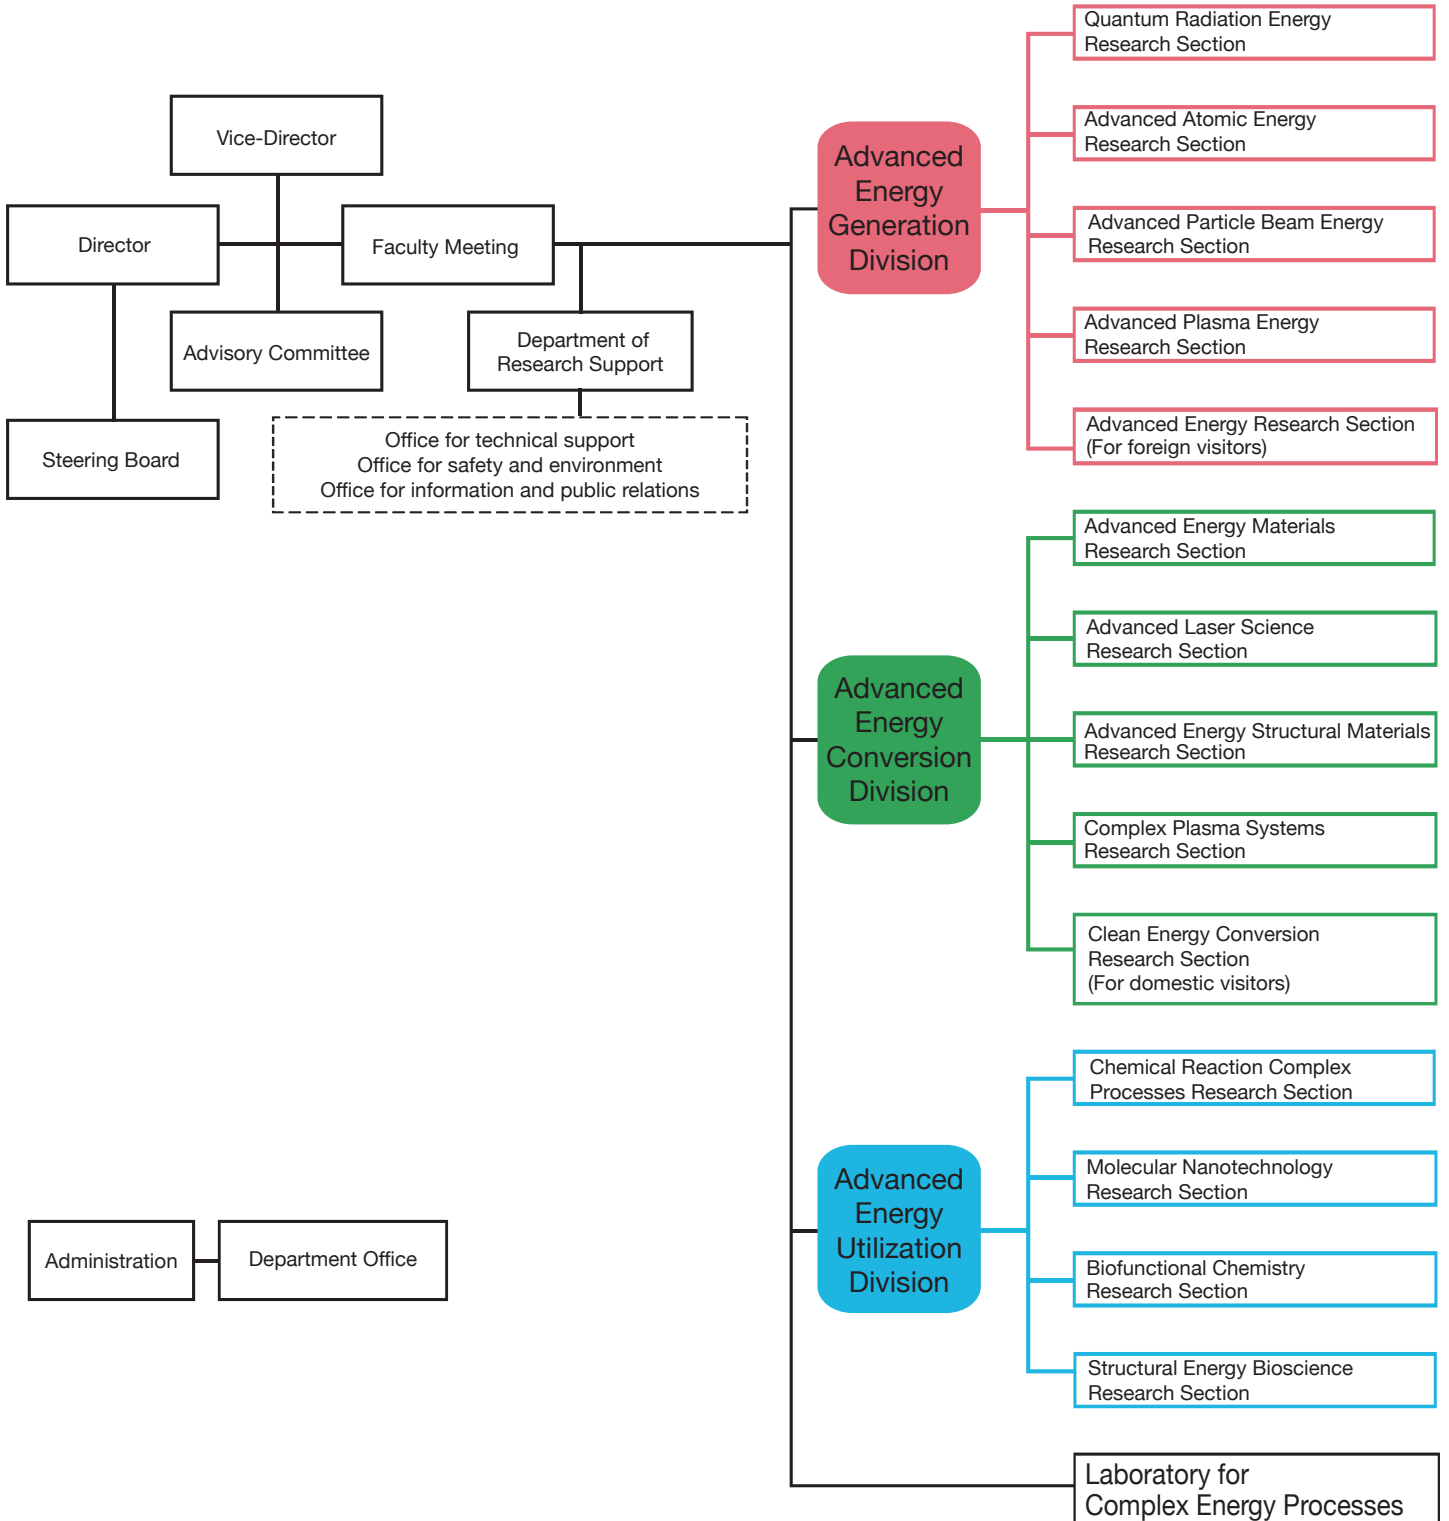 Vice-Director
Director
Faculty Meeting
Advisory Committee
Department of
Research Support
Steering Board
Office for technical support
Office for safety and environment
Office for information and public relations
Administration
Department Office
Advanced
Energy
Generation
Division
Quantum Radiation Energy
Research Section
Advanced Atomic Energy
Research Section
Advanced Particle Beam Energy
Research Section
Advanced Plasma Energy
Research Section
Advanced Energy Research Section
(For foreign visitors)
Advanced
Energy
Conversion
Division
Advanced Energy Materials
Research Section
Advanced Laser Science
Research Section
Advanced Energy Structural Materials
Research Section
Complex Plasma Systems
Research Section
Clean Energy Conversion
Research Section
(For domestic visitors)
Advanced
Energy
Utilization
Division
Chemical Reaction Complex
Processes Research Section
Molecular Nanotechnology
Research Section
Biofunctional Chemistry
Research Section
Structural Energy Bioscience
Research Section
Laboratory for
Complex Energy Processes